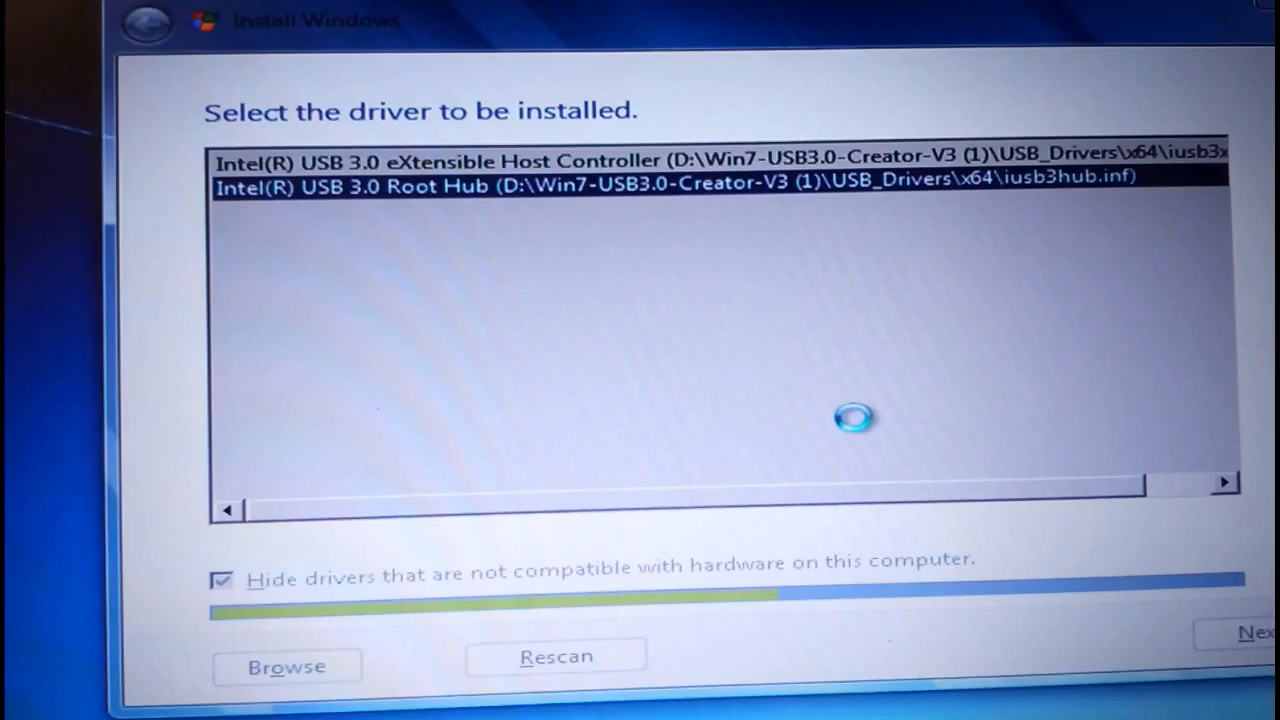 Install Windows
Select the driver to be installed.
Intel(R) USB 3.0 eXtensible Host Controller (D:\Win7-USB3.0-Creator-V3 (1)\USB_Drivers\x64\iusb3x
Intel(R) USB 3.0 Root Hub (D:\Win7-USB3.0-Creator-V3 (1)\USB_Drivers\x64\iusb3hub.inf)
Hide drivers that are not compatible with hardware on this computer.
Browse
Rescan
Nex